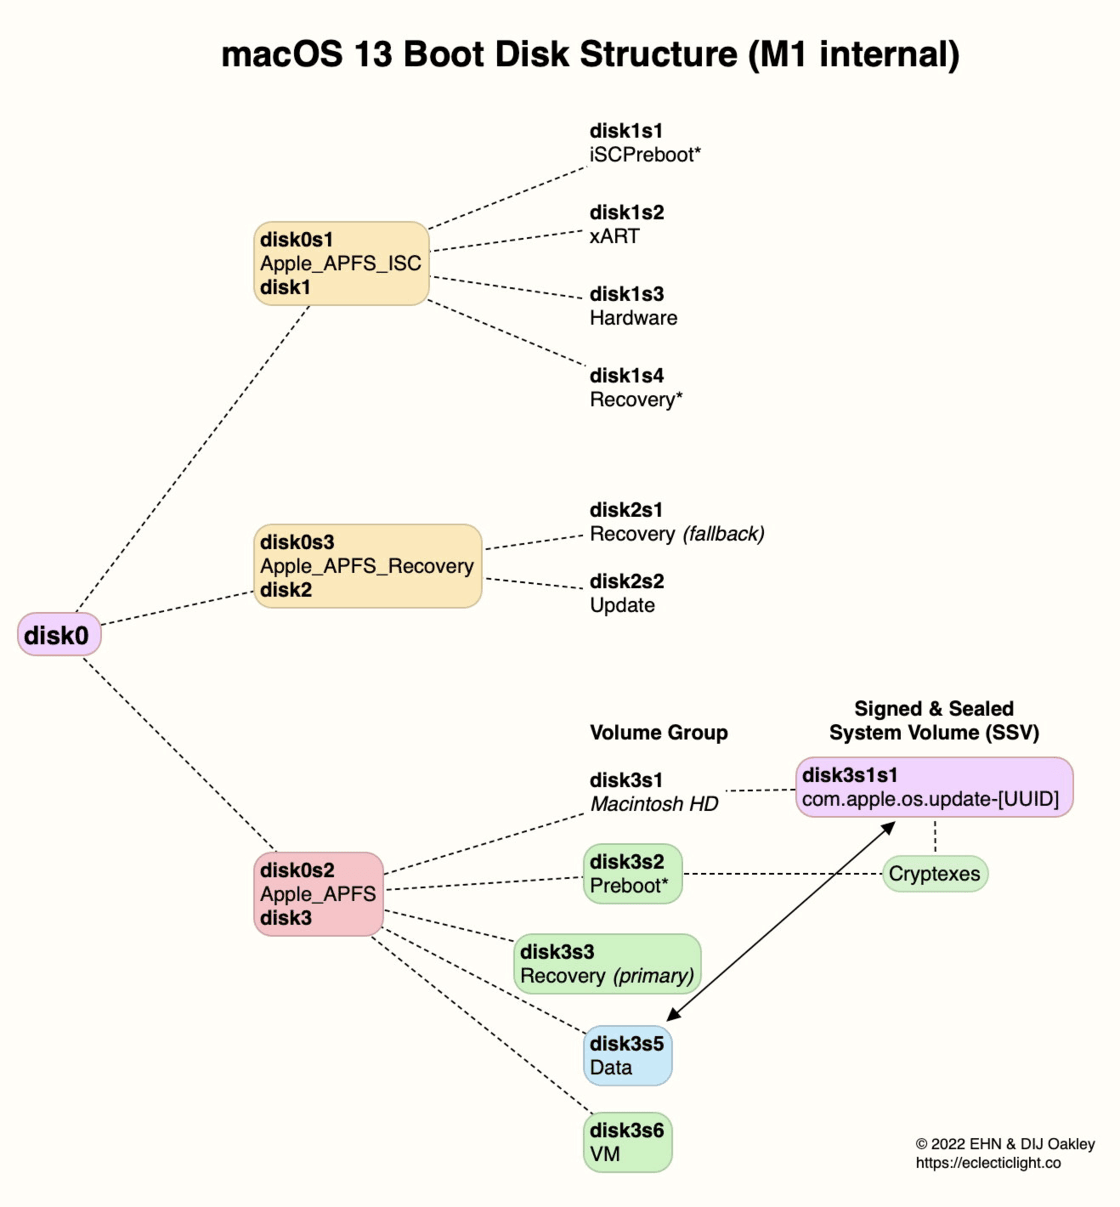 macOS 13 Boot Disk Structure (M1 internal)
disk1s1
iSCPreboot*
disk1s2
xART
disk0s1
Apple_APFS_ISC
disk1
disk1s3
Hardware
disk1s4
Recovery*
disk2s1
Recovery (fallback)
disk0s3
Apple_APFS_Recovery
disk2
disk2s2
Update
disk0
Signed & Sealed
System Volume (SSV)
Volume Group
disk3s1
Macintosh HD
disk3s1s1
com.apple.os.update-[UUID]
disk0s2
Apple_APFS
disk3
disk3s2
Preboot*
Cryptexes
disk3s3
Recovery (primary)
disk3s5
Data
disk3s6
VM
© 2022 EHN & DIJ Oakley
https://eclecticlight.co